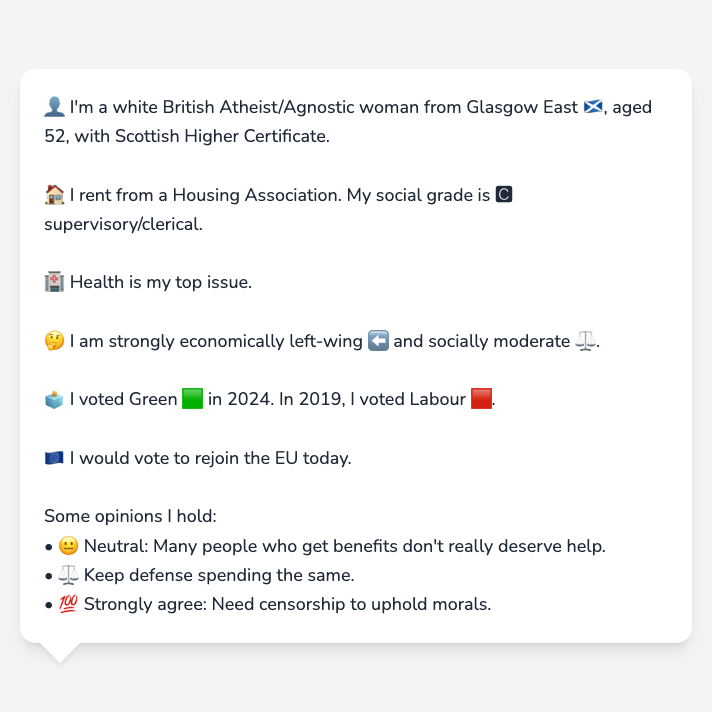 👤 I'm a white British Atheist/Agnostic woman from Glasgow East 🏴󠁧󠁢󠁳󠁣󠁴󠁿, aged
52, with Scottish Higher Certificate.
🏠 I rent from a Housing Association. My social grade is 🅲
supervisory/clerical.
🏥 Health is my top issue.
🤔 I am strongly economically left-wing ⬅️ and socially moderate ⚖️.
🗳️ I voted Green 🟩 in 2024. In 2019, I voted Labour 🟥.
🇪🇺 I would vote to rejoin the EU today.
Some opinions I hold:
• 😐 Neutral: Many people who get benefits don't really deserve help.
• ⚖️ Keep defense spending the same.
• 💯 Strongly agree: Need censorship to uphold morals.